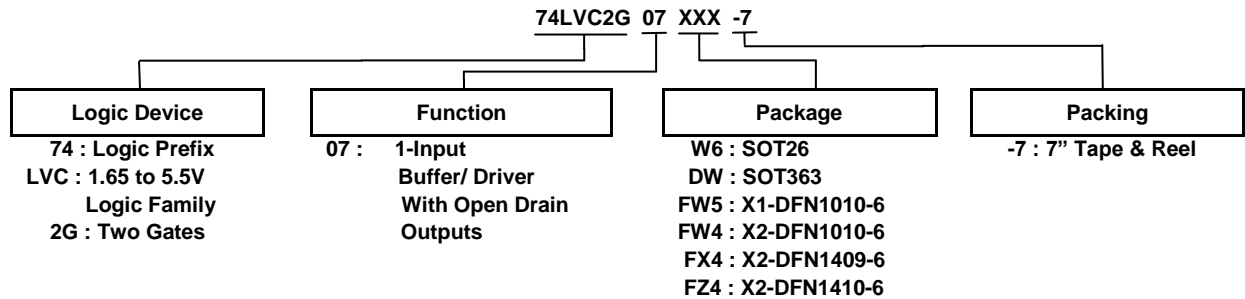 74LVC2G 07 XXX -7
Logic Device
74 : Logic Prefix
LVC : 1.65 to 5.5V
Logic Family
2G : Two Gates
Function
07 : 1-Input
Buffer/ Driver
With Open Drain
Outputs
Package
W6 : SOT26
DW : SOT363
FW5 : X1-DFN1010-6
FW4 : X2-DFN1010-6
FX4 : X2-DFN1409-6
FZ4 : X2-DFN1410-6
Packing
-7 : 7” Tape & Reel